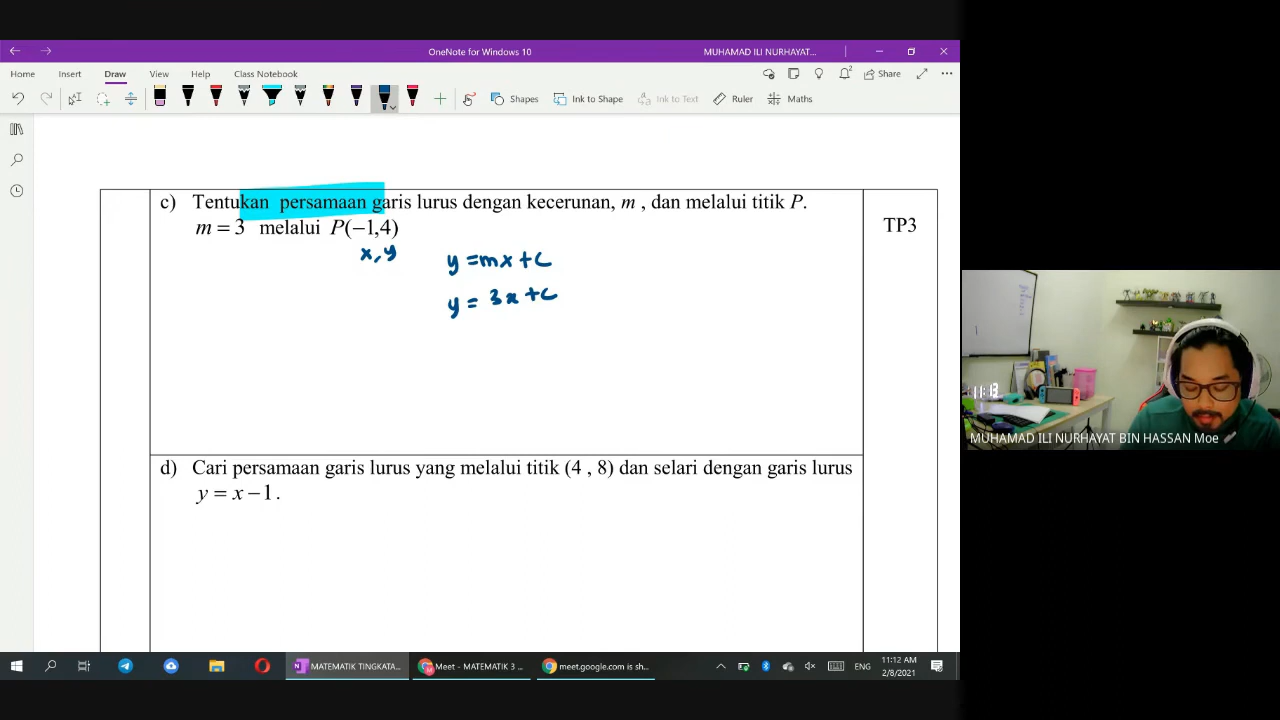 OneNote for Windows 10
MUHAMAD ILI NURHAYAT...
Home Insert Draw View Help Class Notebook
Share
Shapes Ink to Shape Ink to Text Ruler Maths
c) Tentukan persamaan garis lurus dengan kecerunan, m , dan melalui titik P.
m = 3 melalui P(−1,4)
TP3
x, y
y = mx + c
y = 3x + c
11:13
MUHAMAD ILI NURHAYAT BIN HASSAN Moe
d) Cari persamaan garis lurus yang melalui titik (4 , 8) dan selari dengan garis lurus
y = x − 1 .
MATEMATIK TINGKATA... Meet - MATEMATIK 3 ... meet.google.com is sh... ENG 11:12 AM
2/8/2021